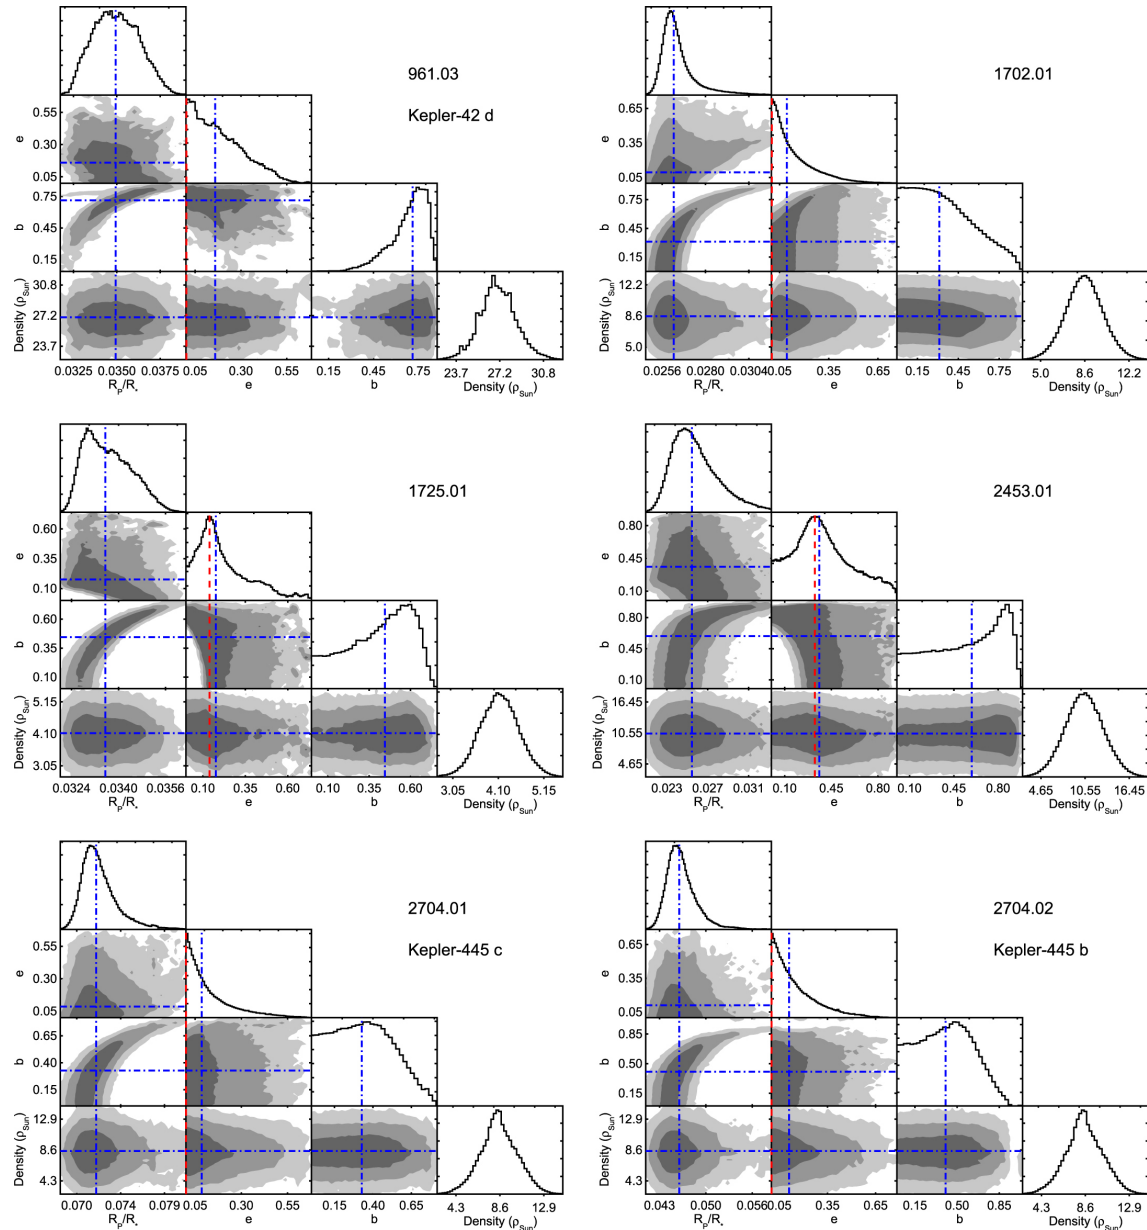 961.03
Kepler-42 d
e
0.55
0.30
0.05
b
0.75
0.45
0.15
Density (ρSun)
30.8
27.2
23.7
0.0325 0.0350 0.0375
RP/R*
0.05 0.30 0.55
e
0.15 0.45 0.75
b
23.7 27.2 30.8
Density (ρSun)
1702.01
e
0.65
0.35
0.05
b
0.75
0.45
0.15
Density (ρSun)
12.2
8.6
5.0
0.0256 0.0280 0.0304
RP/R*
0.05 0.35 0.65
e
0.15 0.45 0.75
b
5.0 8.6 12.2
Density (ρSun)
1725.01
e
0.60
0.35
0.10
b
0.60
0.35
0.10
Density (ρSun)
5.15
4.10
3.05
0.0324 0.0340 0.0356
RP/R*
0.10 0.35 0.60
e
0.10 0.35 0.60
b
3.05 4.10 5.15
Density (ρSun)
2453.01
e
0.80
0.45
0.10
b
0.80
0.45
0.10
Density (ρSun)
16.45
10.55
4.65
0.023 0.027 0.031
RP/R*
0.10 0.45 0.80
e
0.10 0.45 0.80
b
4.65 10.55 16.45
Density (ρSun)
2704.01
Kepler-445 c
e
0.55
0.30
0.05
b
0.65
0.40
0.15
Density (ρSun)
12.9
8.6
4.3
0.070 0.074 0.079
RP/R*
0.05 0.30 0.55
e
0.15 0.40 0.65
b
4.3 8.6 12.9
Density (ρSun)
2704.02
Kepler-445 b
e
0.65
0.35
0.05
b
0.85
0.50
0.15
Density (ρSun)
12.9
8.6
4.3
0.043 0.050 0.056
RP/R*
0.05 0.35 0.65
e
0.15 0.50 0.85
b
4.3 8.6 12.9
Density (ρSun)